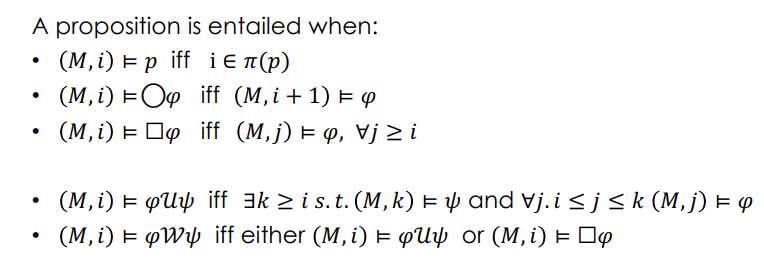 A proposition is entailed when:
• (M, i) ⊨ p iff i ∈ π(p)
• (M, i) ⊨ ◯φ iff (M, i + 1) ⊨ φ
• (M, i) ⊨ □φ iff (M, j) ⊨ φ, ∀j ≥ i
• (M, i) ⊨ φ𝒰ψ iff ∃k ≥ i s.t. (M, k) ⊨ ψ and ∀j. i ≤ j ≤ k (M, j) ⊨ φ
• (M, i) ⊨ φ𝒲ψ iff either (M, i) ⊨ φ𝒰ψ or (M, i) ⊨ □φ